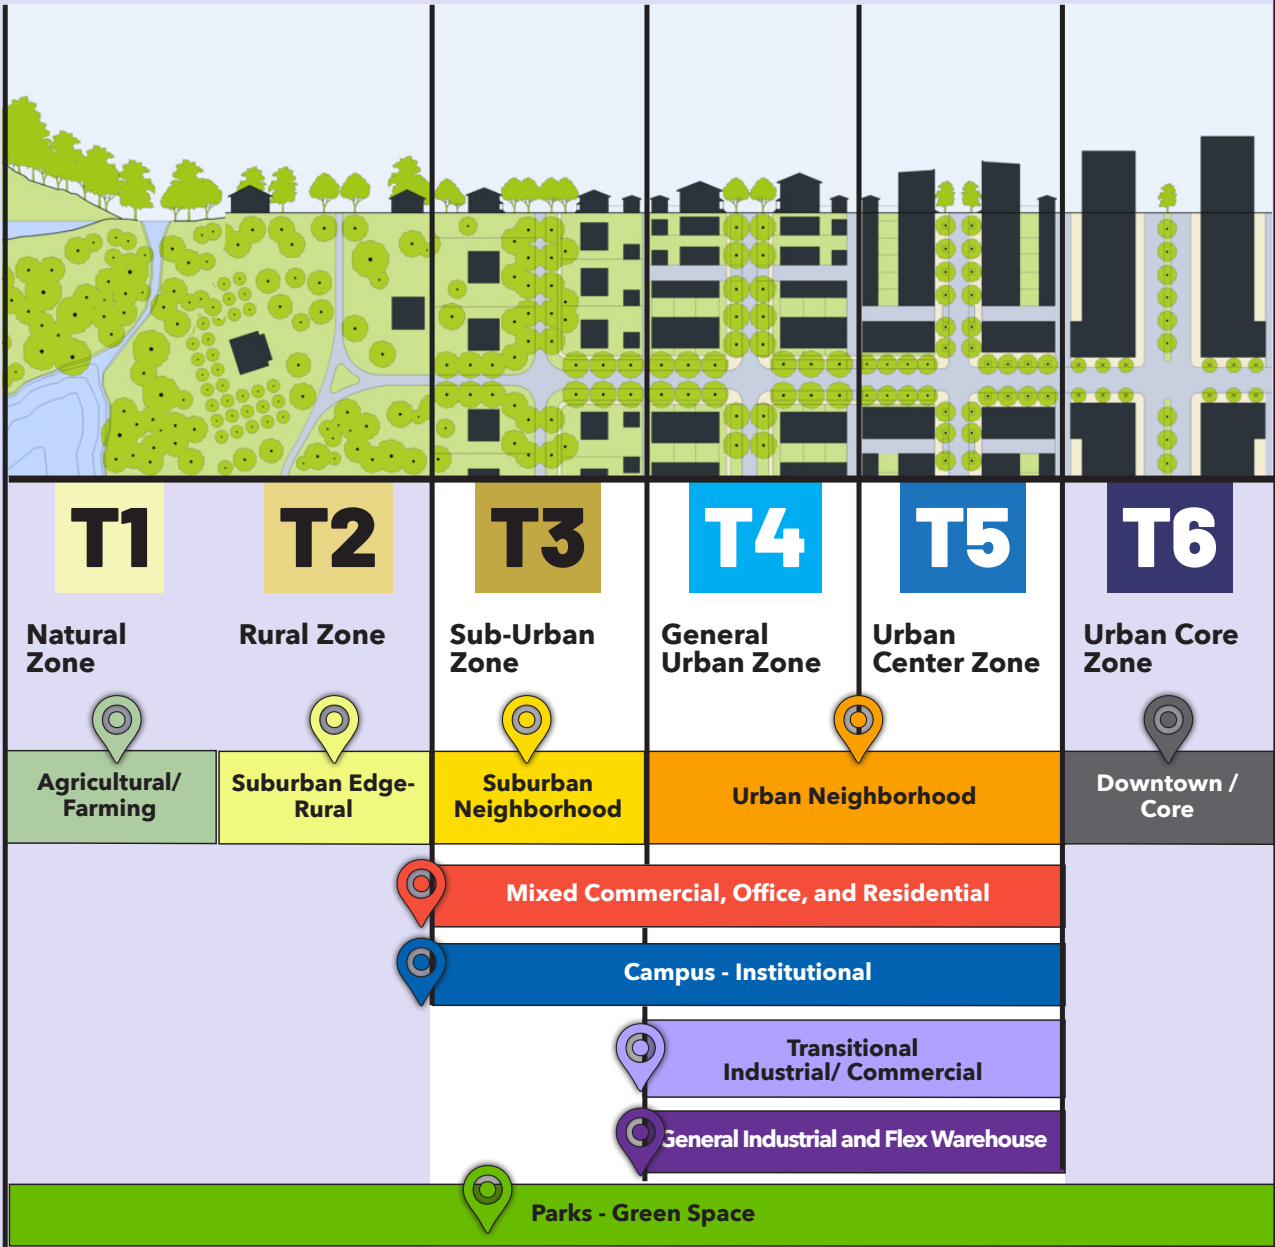 T1
T2
T3
T4
T5
T6
Natural
Zone
Rural Zone
Sub-Urban
Zone
General
Urban Zone
Urban
Center Zone
Urban Core
Zone
Agricultural/
Farming
Suburban Edge-
Rural
Suburban
Neighborhood
Urban Neighborhood
Downtown /
Core
Mixed Commercial, Office, and Residential
Campus - Institutional
Transitional
Industrial/ Commercial
General Industrial and Flex Warehouse
Parks - Green Space